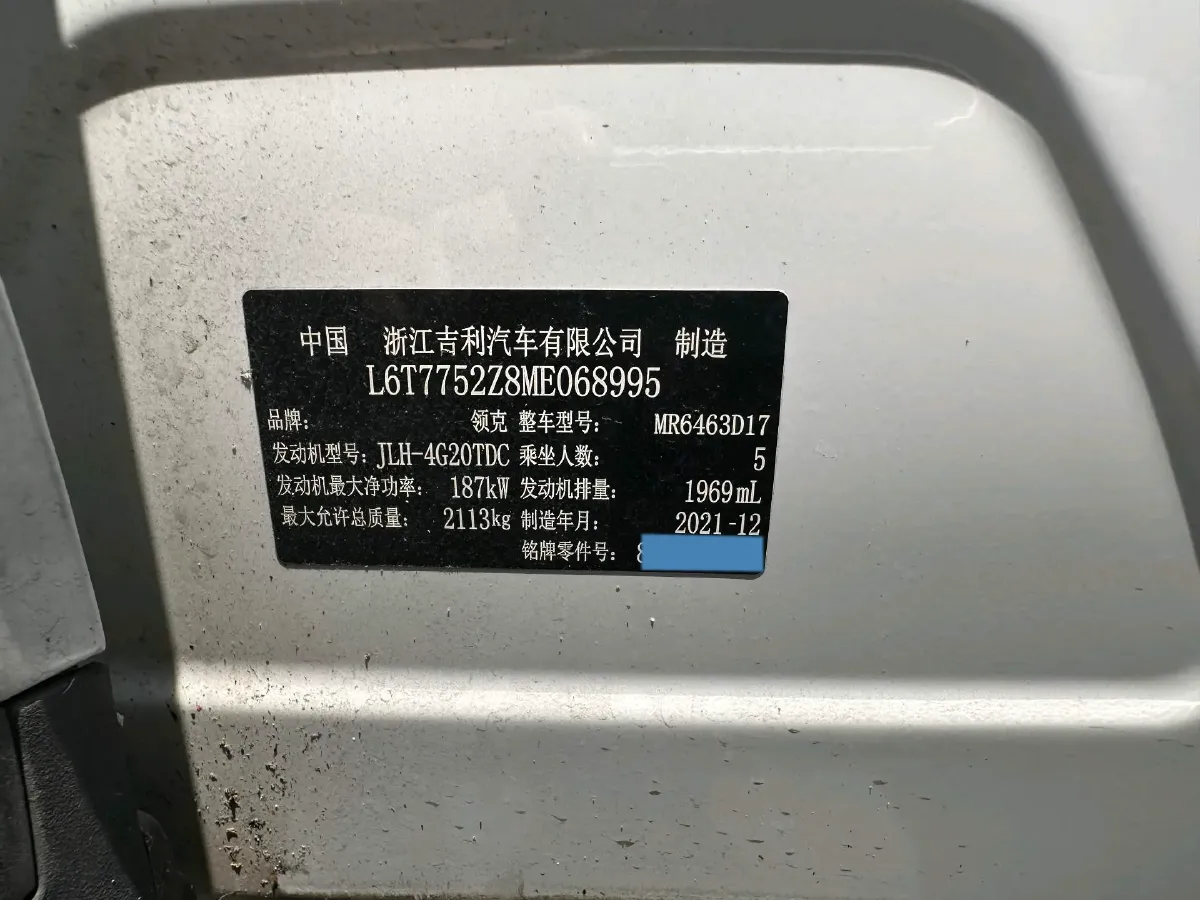 中国 浙江吉利汽车有限公司 制造
L6T7752Z8ME068995
品牌: 领克 整车型号: MR6463D17
发动机型号: JLH-4G20TDC 乘坐人数: 5
发动机最大净功率: 187kW 发动机排量: 1969mL
最大允许总质量: 2113kg 制造年月: 2021-12
铭牌零件号: